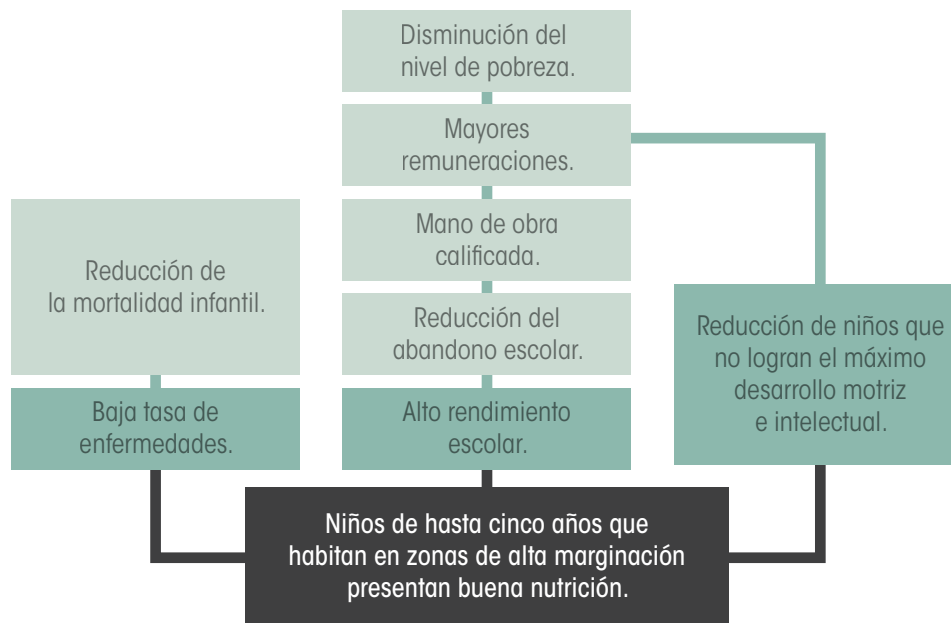 Disminución del
nivel de pobreza.
Mayores
remuneraciones.
Mano de obra
calificada.
Reducción de
la mortalidad infantil.
Reducción del
abandono escolar.
Reducción de niños que
no logran el máximo
desarrollo motriz
e intelectual.
Baja tasa de
enfermedades.
Alto rendimiento
escolar.
Niños de hasta cinco años que
habitan en zonas de alta marginación
presentan buena nutrición.